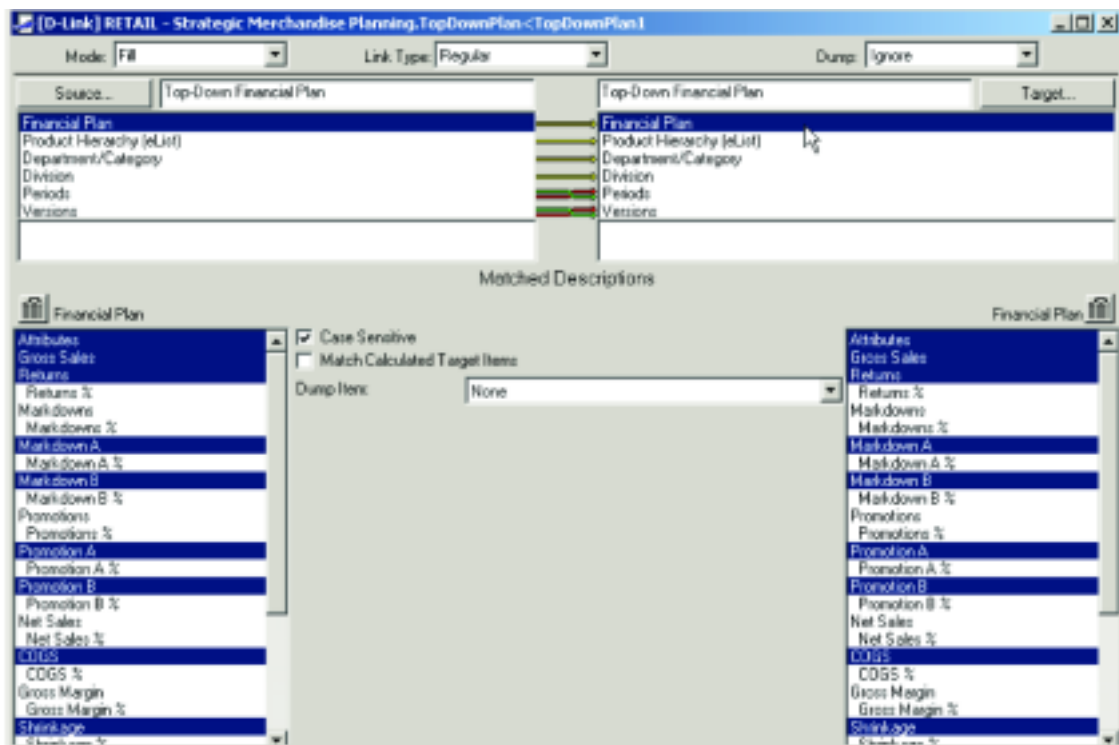 [D-Link] RETAIL - Strategic Merchandise Planning.TopDownPlan<TopDownPlan1
Mode: Fill Link Type: Regular Dump: Ignore
Source... Top-Down Financial Plan Top-Down Financial Plan Target...
Financial Plan Financial Plan
Product Hierarchy (eList) Product Hierarchy (eList)
Department/Category Department/Category
Division Division
Periods Periods
Versions Versions
Matched Descriptions
Financial Plan Financial Plan
Attributes Case Sensitive Attributes
Gross Sales Match Calculated Target Items Gross Sales
Returns Returns
Returns % Dump Item: None Returns %
Markdowns Markdowns
Markdowns % Markdowns %
Markdown A Markdown A
Markdown A % Markdown A %
Markdown B Markdown B
Markdown B % Markdown B %
Promotions Promotions
Promotions % Promotions %
Promotion A Promotion A
Promotion A % Promotion A %
Promotion B Promotion B
Promotion B % Promotion B %
Net Sales Net Sales
Net Sales % Net Sales %
COGS COGS
COGS % COGS %
Gross Margin Gross Margin
Gross Margin % Gross Margin %
Shrinkage Shrinkage
Shrinkage % Shrinkage %